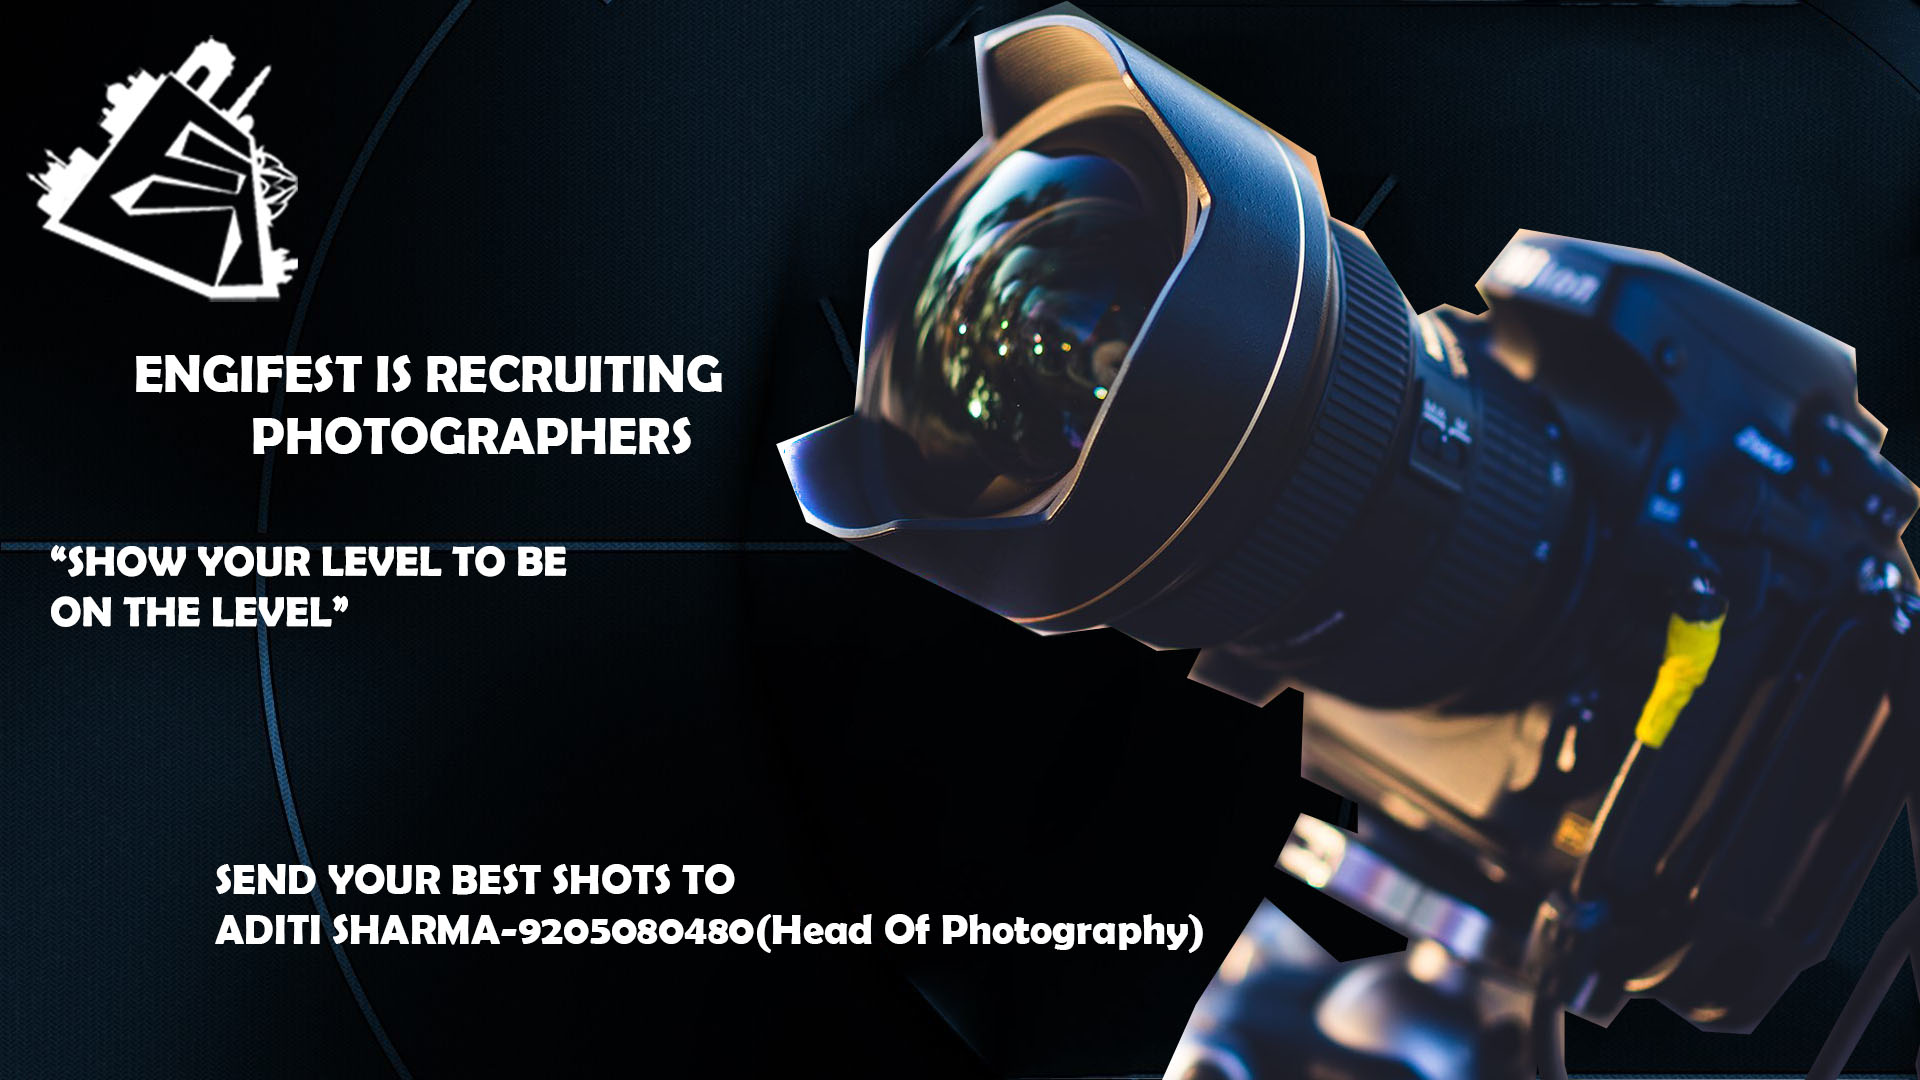 ENGIFEST IS RECRUITING
PHOTOGRAPHERS
“SHOW YOUR LEVEL TO BE
ON THE LEVEL”
SEND YOUR BEST SHOTS TO
ADITI SHARMA-9205080480(Head Of Photography)